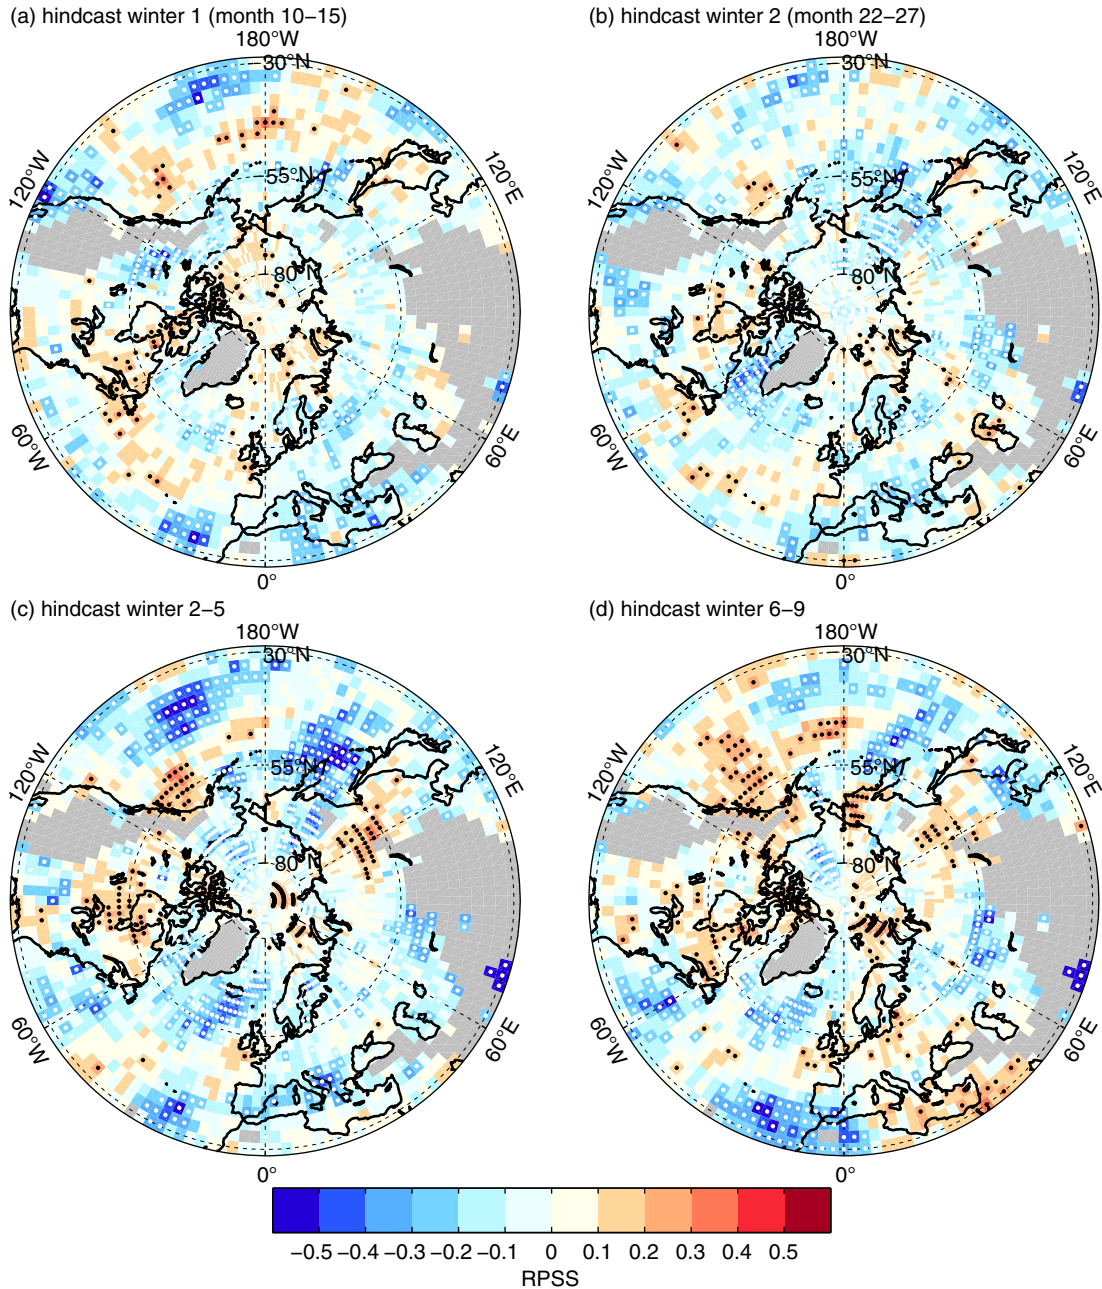 (a) hindcast winter 1 (month 10−15)
(b) hindcast winter 2 (month 22−27)
180°W
180°W
30°N
30°N
120°W
120°E
120°W
120°E
55°N
55°N
80°N
80°N
60°W
60°E
60°W
60°E
0°
0°
(c) hindcast winter 2−5
(d) hindcast winter 6−9
180°W
180°W
30°N
30°N
120°W
120°E
120°W
120°E
55°N
55°N
80°N
80°N
60°W
60°E
60°W
60°E
0°
0°
−0.5 −0.4 −0.3 −0.2 −0.1 0 0.1 0.2 0.3 0.4 0.5
RPSS